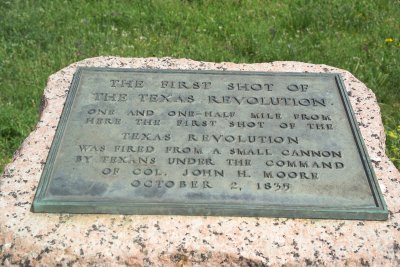 THE FIRST SHOT OF
THE TEXAS REVOLUTION
ONE AND ONE-HALF MILE FROM
HERE THE FIRST SHOT OF THE
TEXAS REVOLUTION
WAS FIRED FROM A SMALL CANNON
BY TEXANS UNDER THE COMMAND
OF COL. JOHN H. MOORE
OCTOBER 2, 1835